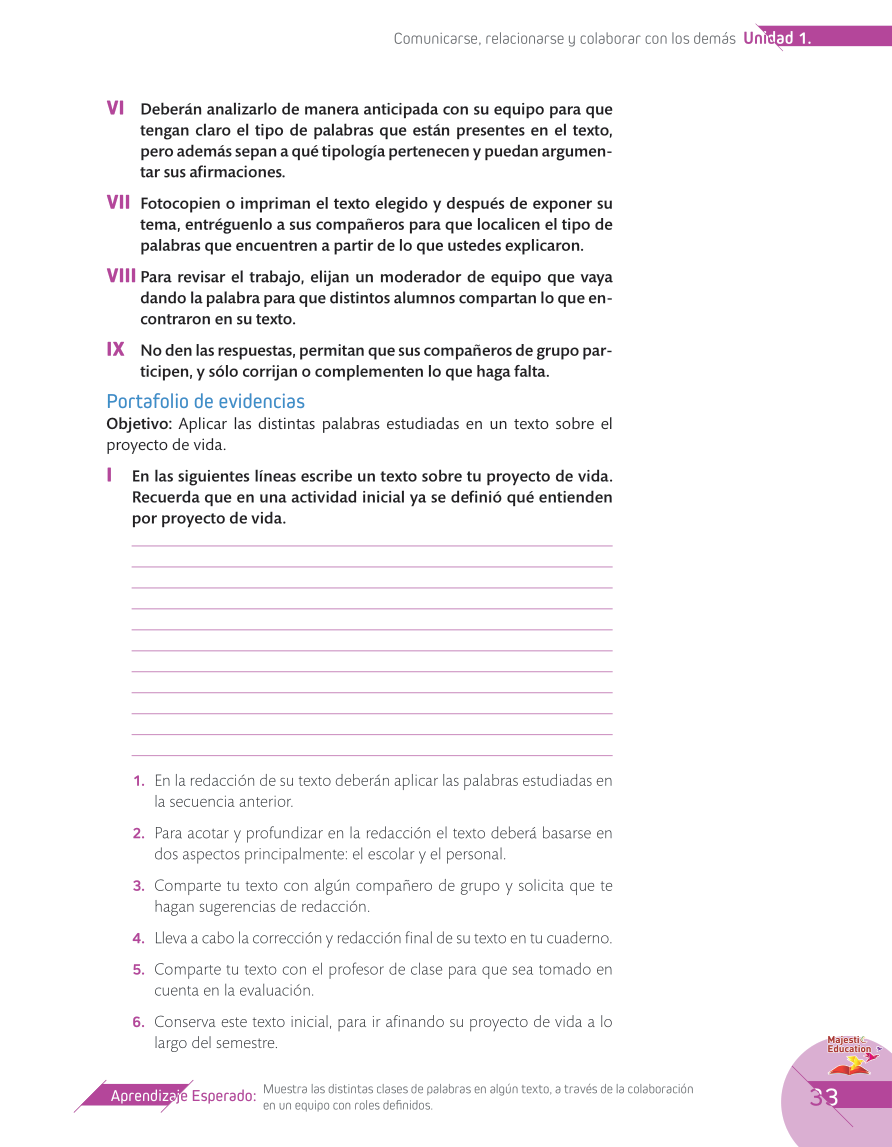 Comunicarse, relacionarse y colaborar con los demás Unidad 1.
VI Deberán analizarlo de manera anticipada con su equipo para que
tengan claro el tipo de palabras que están presentes en el texto,
pero además sepan a qué tipología pertenecen y puedan argumen-
tar sus afirmaciones.
VII Fotocopien o impriman el texto elegido y después de exponer su
tema, entréguenlo a sus compañeros para que localicen el tipo de
palabras que encuentren a partir de lo que ustedes explicaron.
VIII Para revisar el trabajo, elijan un moderador de equipo que vaya
dando la palabra para que distintos alumnos compartan lo que en-
contraron en su texto.
IX No den las respuestas, permitan que sus compañeros de grupo par-
ticipen, y sólo corrijan o complementen lo que haga falta.
Portafolio de evidencias
Objetivo: Aplicar las distintas palabras estudiadas en un texto sobre el
proyecto de vida.
I En las siguientes líneas escribe un texto sobre tu proyecto de vida.
Recuerda que en una actividad inicial ya se definió qué entienden
por proyecto de vida.
1. En la redacción de su texto deberán aplicar las palabras estudiadas en
la secuencia anterior.
2. Para acotar y profundizar en la redacción el texto deberá basarse en
dos aspectos principalmente: el escolar y el personal.
3. Comparte tu texto con algún compañero de grupo y solicita que te
hagan sugerencias de redacción.
4. Lleva a cabo la corrección y redacción final de su texto en tu cuaderno.
5. Comparte tu texto con el profesor de clase para que sea tomado en
cuenta en la evaluación.
6. Conserva este texto inicial, para ir afinando su proyecto de vida a lo
largo del semestre.
Majestic
Education
Aprendizaje Esperado: Muestra las distintas clases de palabras en algún texto, a través de la colaboración
en un equipo con roles definidos.
33